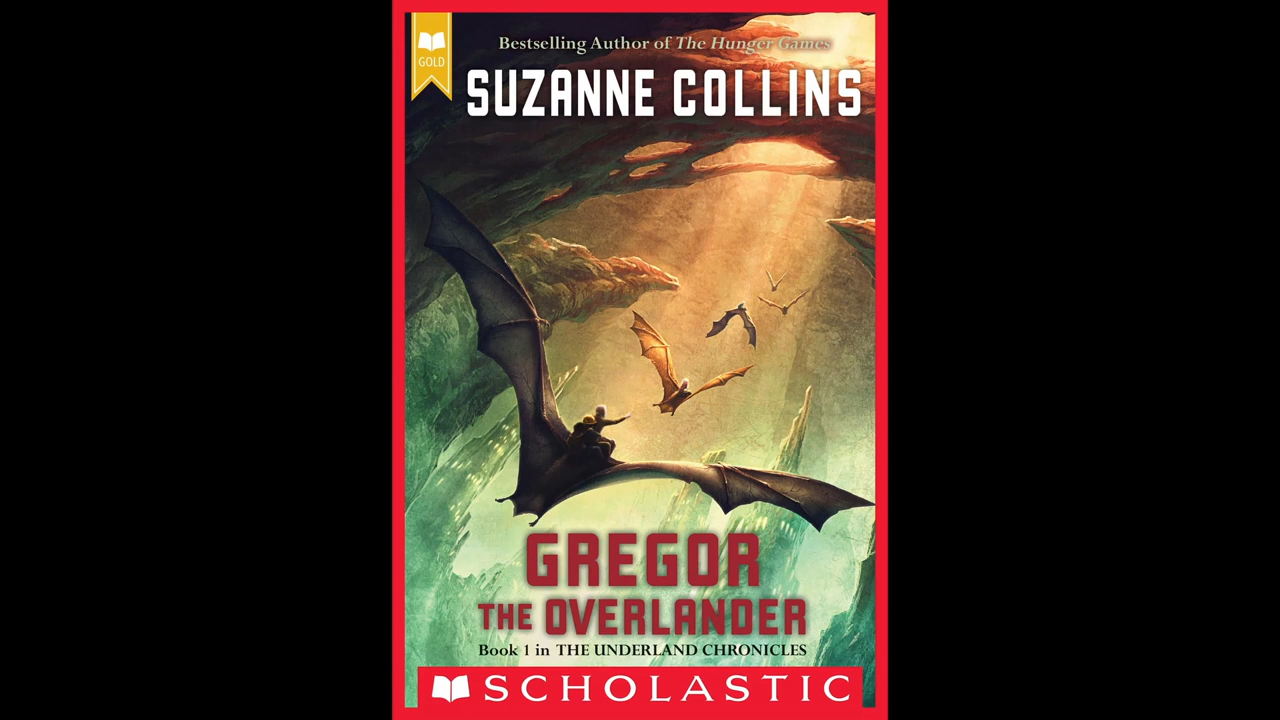 GOLD
Bestselling Author of The Hunger Games
SUZANNE COLLINS
GREGOR
THE OVERLANDER
Book 1 in THE UNDERLAND CHRONICLES
SCHOLASTIC